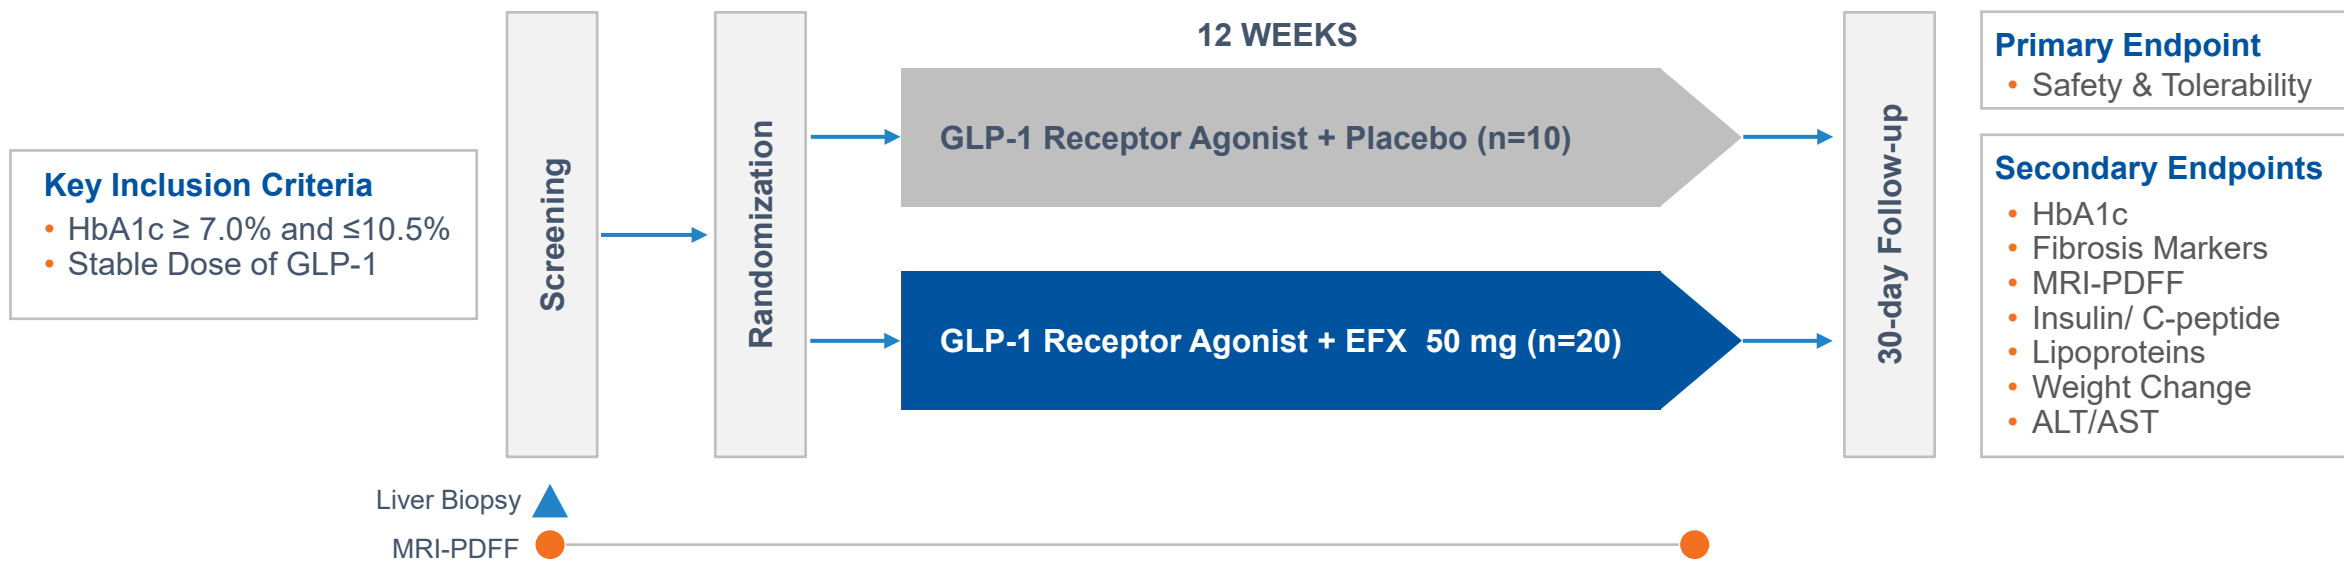 Key Inclusion Criteria
• HbA1c ≥ 7.0% and ≤10.5%
• Stable Dose of GLP-1
Screening
Randomization
12 WEEKS
GLP-1 Receptor Agonist + Placebo (n=10)
GLP-1 Receptor Agonist + EFX  50 mg (n=20)
30-day Follow-up
Primary Endpoint
• Safety & Tolerability
Secondary Endpoints
• HbA1c
• Fibrosis Markers
• MRI-PDFF
• Insulin/ C-peptide
• Lipoproteins
• Weight Change
• ALT/AST
Liver Biopsy
MRI-PDFF